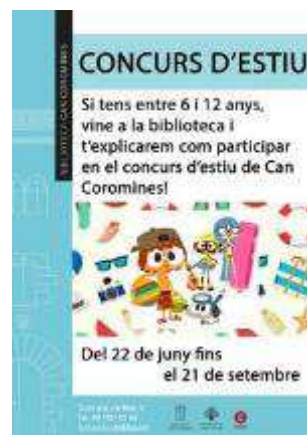 BIBLIOTECA CAN COROMINES
CONCURS D'ESTIU
Si tens entre 6 i 12 anys,
vine a la biblioteca i
t'explicarem com participar
en el concurs d'estiu de Can
Coromines!
Del 22 de juny fins
el 21 de setembre